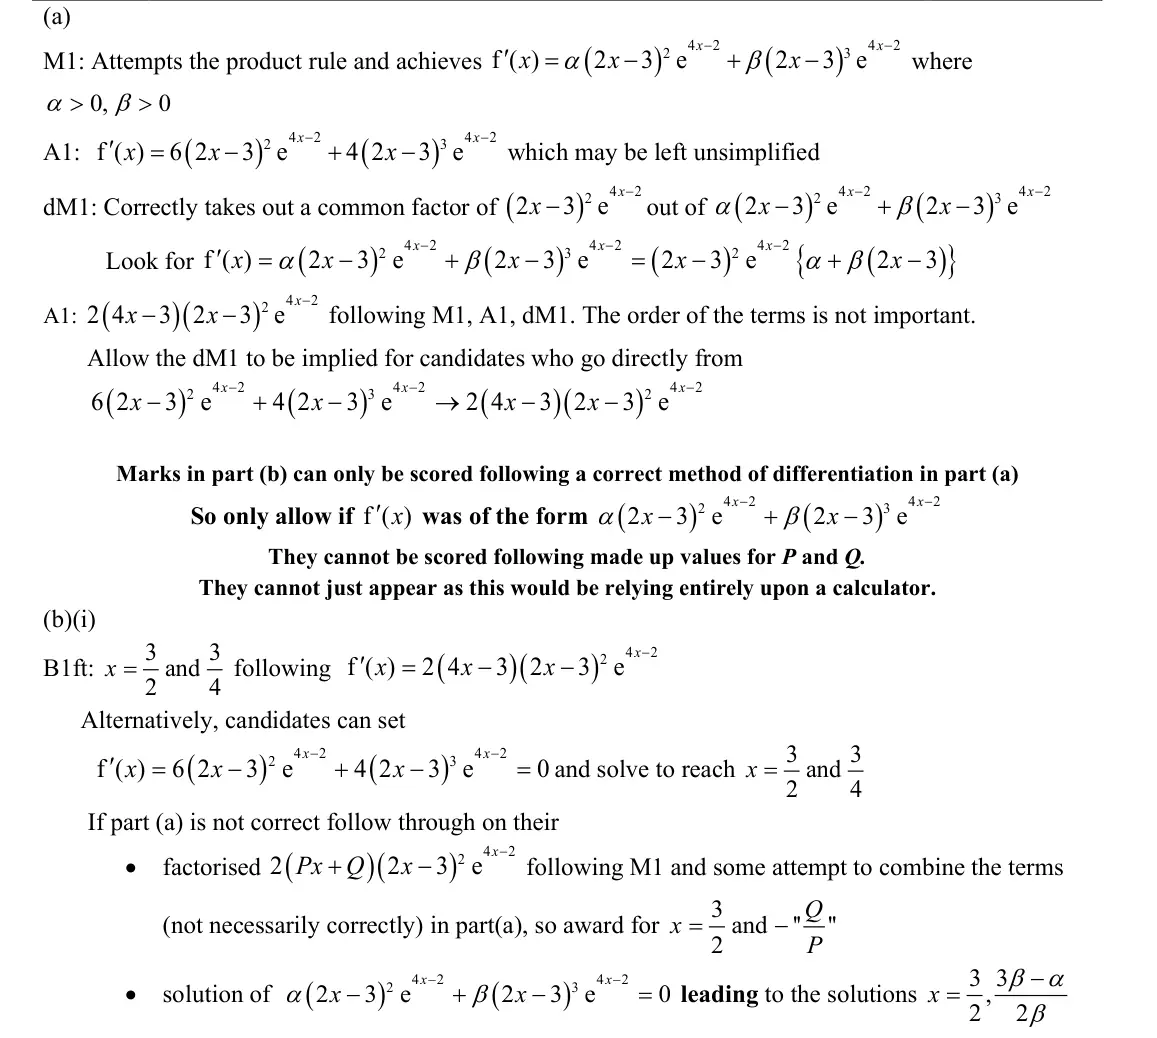 (a)
M1: Attempts the product rule and achieves f′(x) = α(2x − 3)² e^{4x−2} + β(2x − 3)³ e^{4x−2} where
α > 0, β > 0
A1: f′(x) = 6(2x − 3)² e^{4x−2} + 4(2x − 3)³ e^{4x−2} which may be left unsimplified
dM1: Correctly takes out a common factor of (2x − 3)² e^{4x−2} out of α(2x − 3)² e^{4x−2} + β(2x − 3)³ e^{4x−2}
Look for f′(x) = α(2x − 3)² e^{4x−2} + β(2x − 3)³ e^{4x−2} = (2x − 3)² e^{4x−2} {α + β(2x − 3)}
A1: 2(4x − 3)(2x − 3)² e^{4x−2} following M1, A1, dM1. The order of the terms is not important.
Allow the dM1 to be implied for candidates who go directly from
6(2x − 3)² e^{4x−2} + 4(2x − 3)³ e^{4x−2} → 2(4x − 3)(2x − 3)² e^{4x−2}
Marks in part (b) can only be scored following a correct method of differentiation in part (a)
So only allow if f′(x) was of the form α(2x − 3)² e^{4x−2} + β(2x − 3)³ e^{4x−2}
They cannot be scored following made up values for P and Q.
They cannot just appear as this would be relying entirely upon a calculator.
(b)(i)
B1ft: x = 3/2 and 3/4 following f′(x) = 2(4x − 3)(2x − 3)² e^{4x−2}
Alternatively, candidates can set
f′(x) = 6(2x − 3)² e^{4x−2} + 4(2x − 3)³ e^{4x−2} = 0 and solve to reach x = 3/2 and 3/4
If part (a) is not correct follow through on their
• factorised 2(Px + Q)(2x − 3)² e^{4x−2} following M1 and some attempt to combine the terms
(not necessarily correctly) in part(a), so award for x = 3/2 and − "Q/P"
• solution of α(2x − 3)² e^{4x−2} + β(2x − 3)³ e^{4x−2} = 0 leading to the solutions x = 3/2, (3β − α)/2β